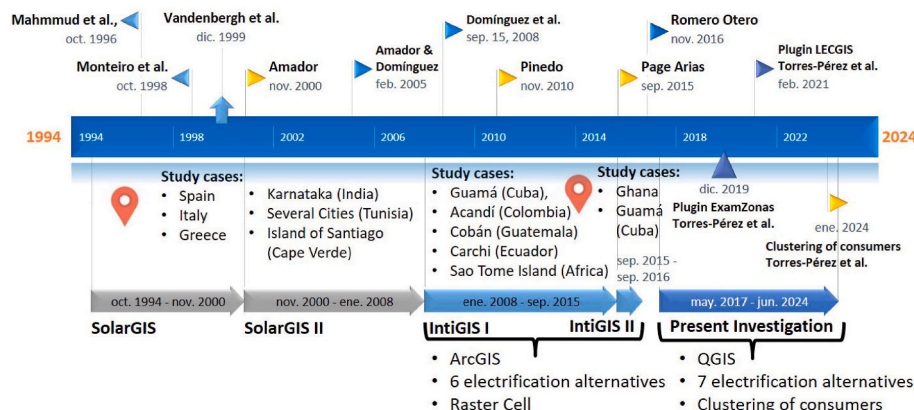 Mahmmud et al.,
oct. 1996
Vandenbergh et al.
dic. 1999
Domínguez et al.
sep. 15, 2008
Romero Otero
nov. 2016
Monteiro et al.
oct. 1998
Amador
nov. 2000
Amador &
Domínguez
feb. 2005
Pinedo
nov. 2010
Page Arias
sep. 2015
Plugin LECGIS
Torres-Pérez et al.
feb. 2021
1994
1994
1998
2002
2006
2010
2014
2018
2022
2024
Study cases:
• Spain
• Italy
• Greece
• Karnataka (India)
• Several Cities (Tunisia)
• Island of Santiago
(Cape Verde)
Study cases:
• Guamá (Cuba),
• Acandí (Colombia)
• Cobán (Guatemala)
• Carchi (Ecuador)
• Sao Tome Island (Africa)
Study cases:
• Ghana
• Guamá
(Cuba)
sep. 2015 -
sep. 2016
dic. 2019
Plugin ExamZonas
Torres-Pérez et al.
ene. 2024
Clustering of consumers
Torres-Pérez et al.
oct. 1994 - nov. 2000
nov. 2000 - ene. 2008
ene. 2008 - sep. 2015
may. 2017 - jun. 2024
SolarGIS
SolarGIS II
IntiGIS I
IntiGIS II
Present Investigation
• ArcGIS
• 6 electrification alternatives
• Raster Cell
• QGIS
• 7 electrification alternatives
• Clustering of consumers